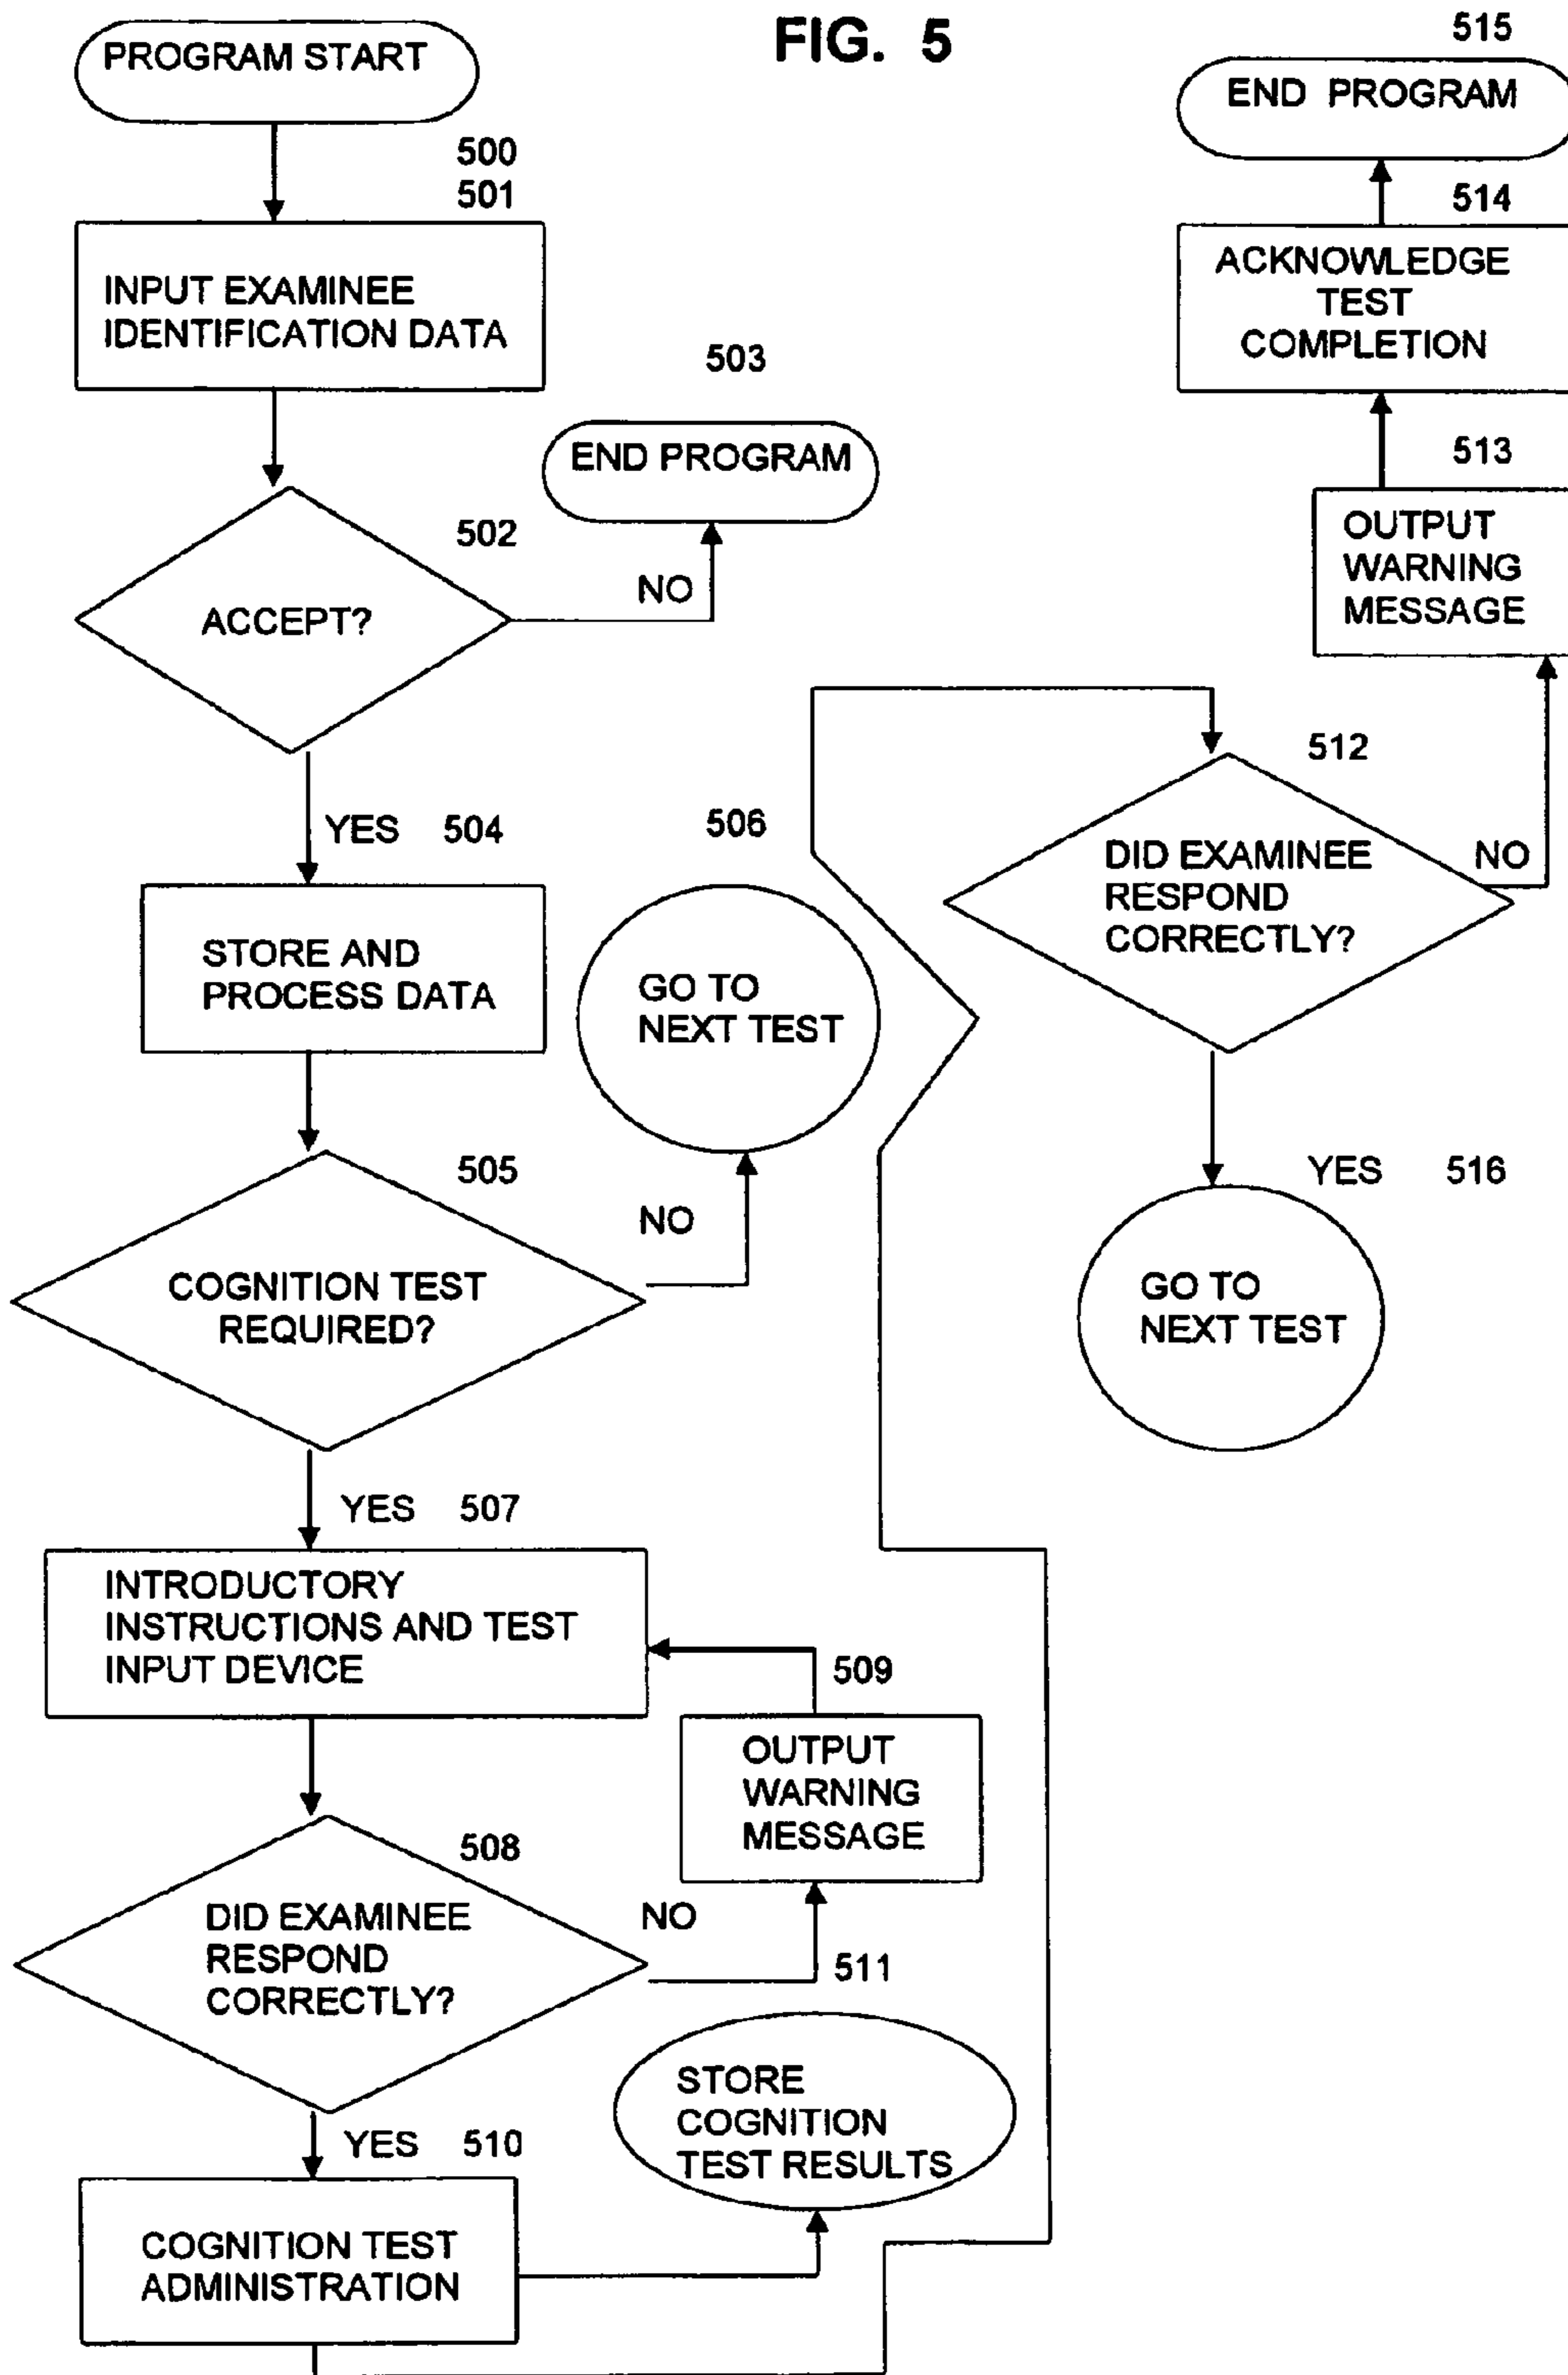 FIG. 5
PROGRAM START
500
501
INPUT EXAMINEE
IDENTIFICATION DATA
502
ACCEPT?
NO
503
END PROGRAM
YES 504
STORE AND
PROCESS DATA
505
COGNITION TEST
REQUIRED?
NO
506
GO TO
NEXT TEST
YES 507
INTRODUCTORY
INSTRUCTIONS AND TEST
INPUT DEVICE
508
DID EXAMINEE
RESPOND
CORRECTLY?
NO
509
OUTPUT
WARNING
MESSAGE
YES 510
COGNITION TEST
ADMINISTRATION
511
STORE
COGNITION
TEST RESULTS
512
DID EXAMINEE
RESPOND
CORRECTLY?
NO
513
OUTPUT
WARNING
MESSAGE
514
ACKNOWLEDGE
TEST
COMPLETION
515
END PROGRAM
YES 516
GO TO
NEXT TEST